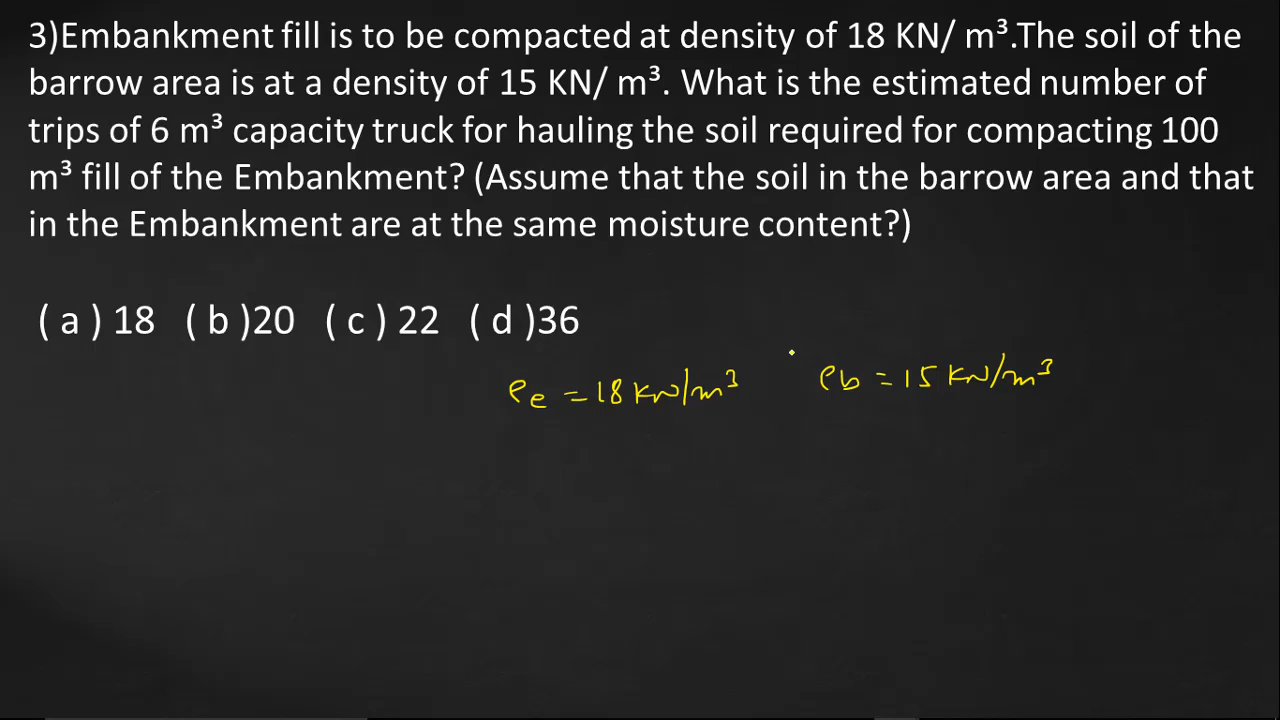 3)Embankment fill is to be compacted at density of 18 KN/ m³.The soil of the
barrow area is at a density of 15 KN/ m³. What is the estimated number of
trips of 6 m³ capacity truck for hauling the soil required for compacting 100
m³ fill of the Embankment? (Assume that the soil in the barrow area and that
in the Embankment are at the same moisture content?)
( a ) 18 ( b )20 ( c ) 22 ( d )36
ρe = 18 kN/m³ ρb = 15 kN/m³